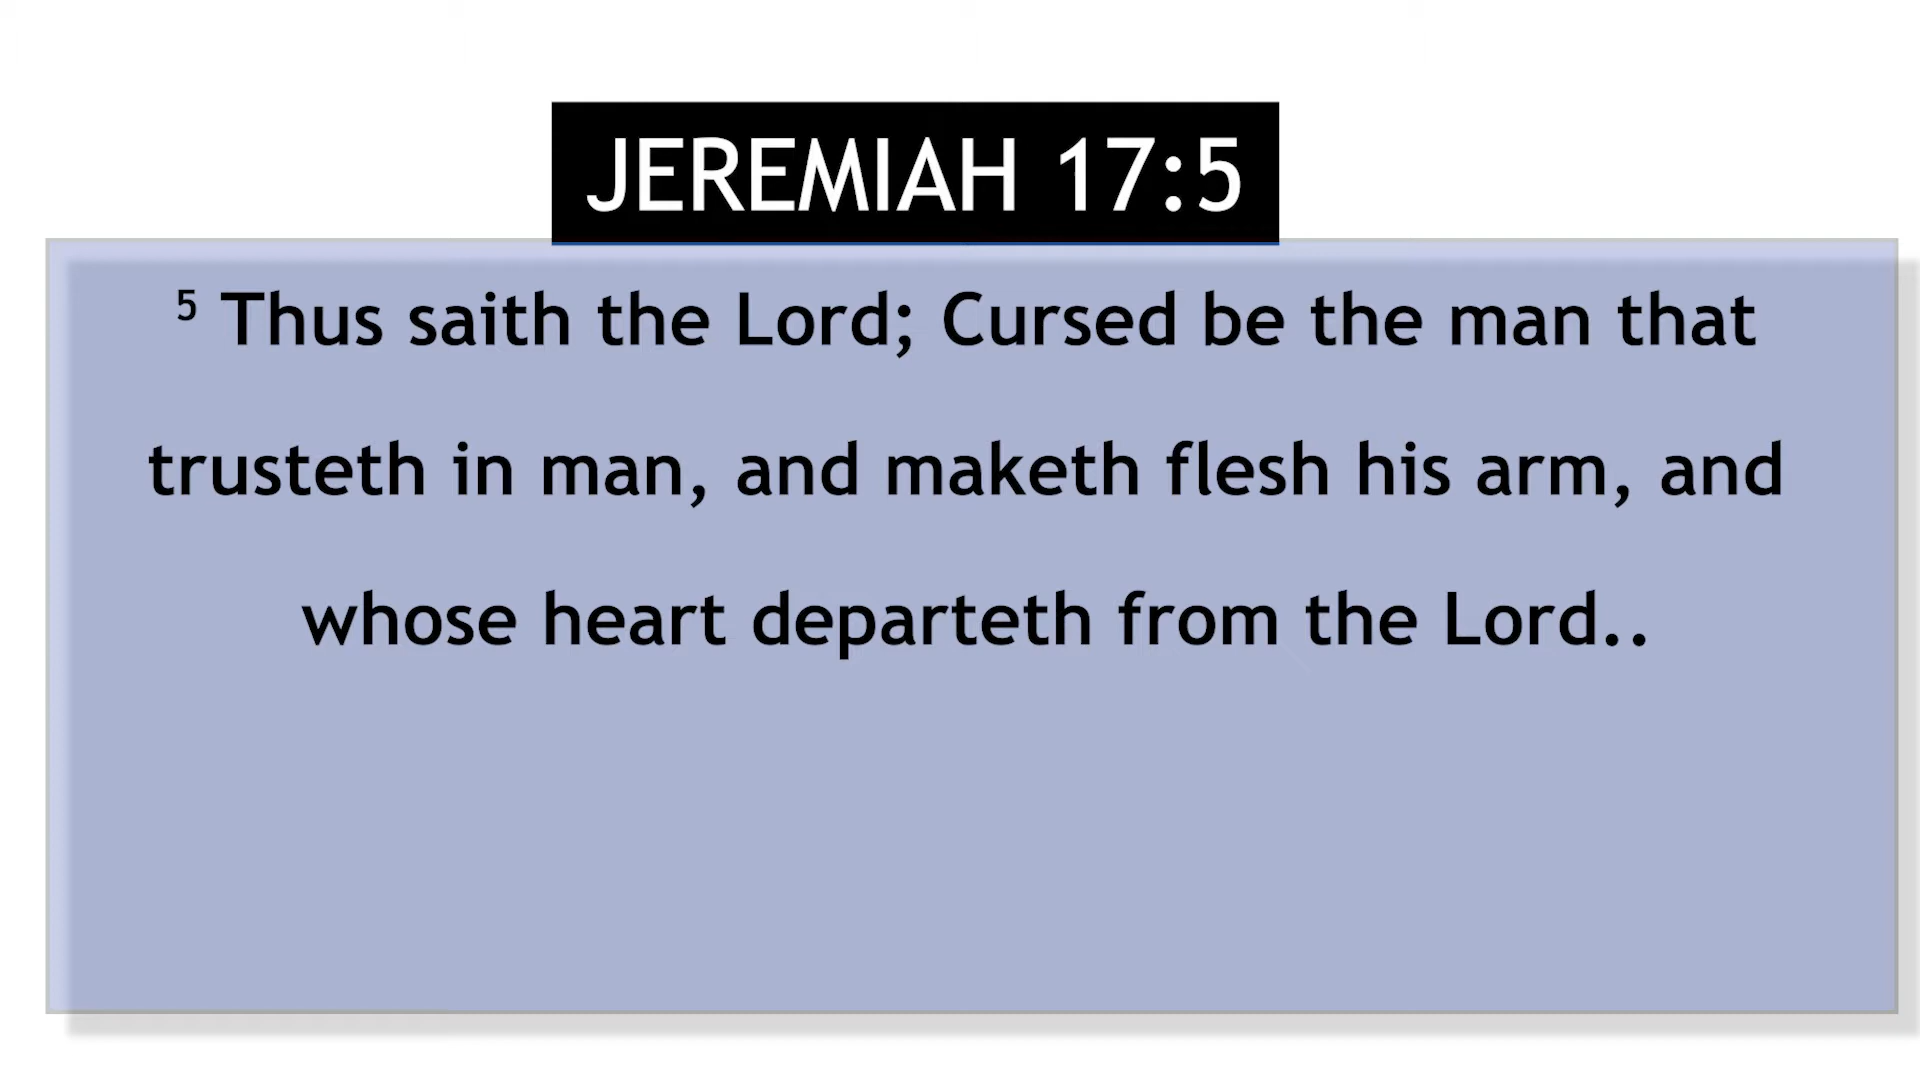 JEREMIAH 17:5
5 Thus saith the Lord; Cursed be the man that
trusteth in man, and maketh flesh his arm, and
whose heart departeth from the Lord..